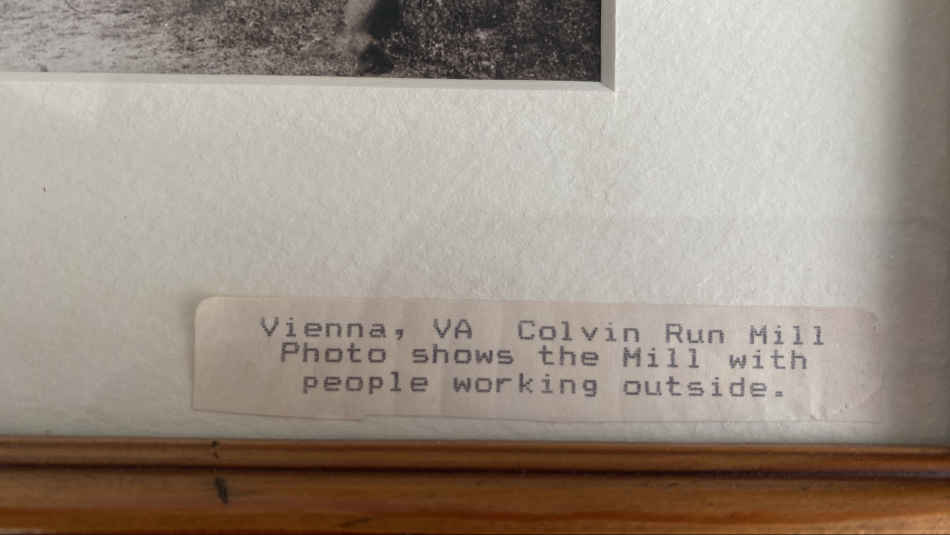 Vienna, VA Colvin Run Mill
Photo shows the Mill with
people working outside.